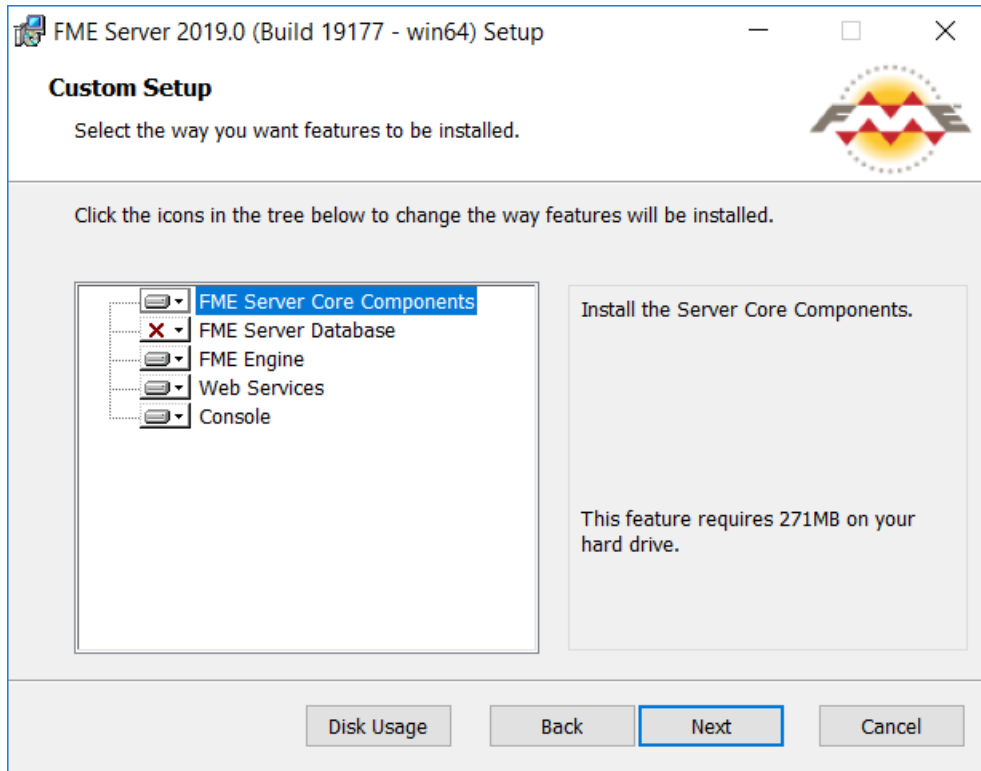 FME Server 2019.0 (Build 19177 - win64) Setup
Custom Setup
Select the way you want features to be installed.
FME
Click the icons in the tree below to change the way features will be installed.
FME Server Core Components
FME Server Database
FME Engine
Web Services
Console
Install the Server Core Components.
This feature requires 271MB on your
hard drive.
Disk Usage
Back
Next
Cancel